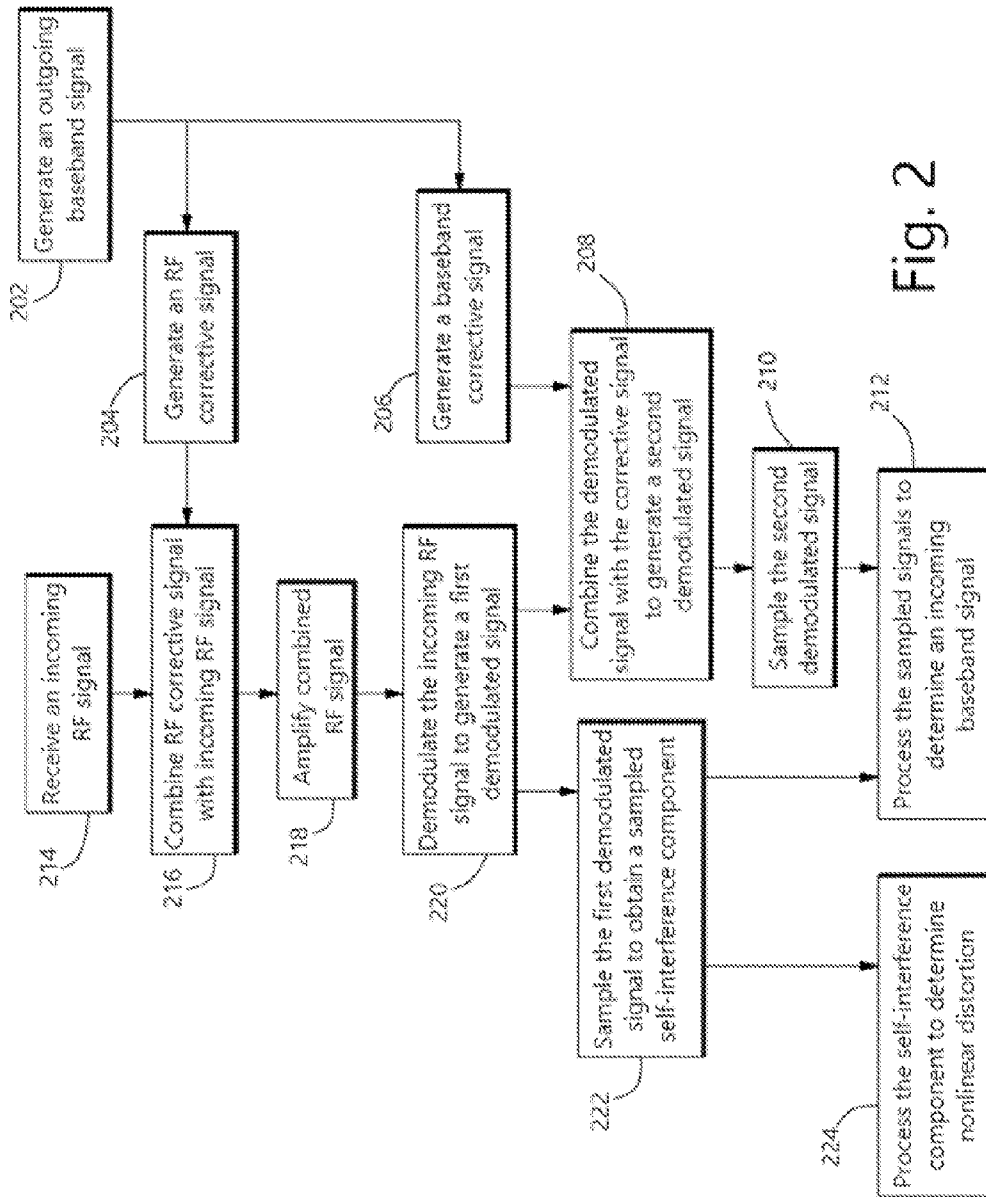 202
Generate an outgoing
baseband signal
204
Generate an RF
corrective signal
206
Generate a baseband
corrective signal
214
Receive an incoming
RF signal
216
Combine RF corrective signal
with incoming RF signal
218
Amplify combined
RF signal
220
Demodulate the incoming RF
signal to generate a first
demodulated signal
208
Combine the demodulated
signal with the corrective signal
to generate a second
demodulated signal
222
Sample the first demodulated
signal to obtain a sampled
self-interference component
210
Sample the second
demodulated signal
224
Process the self-interference
component to determine
nonlinear distortion
212
Process the sampled signals to
determine an incoming
baseband signal
Fig. 2